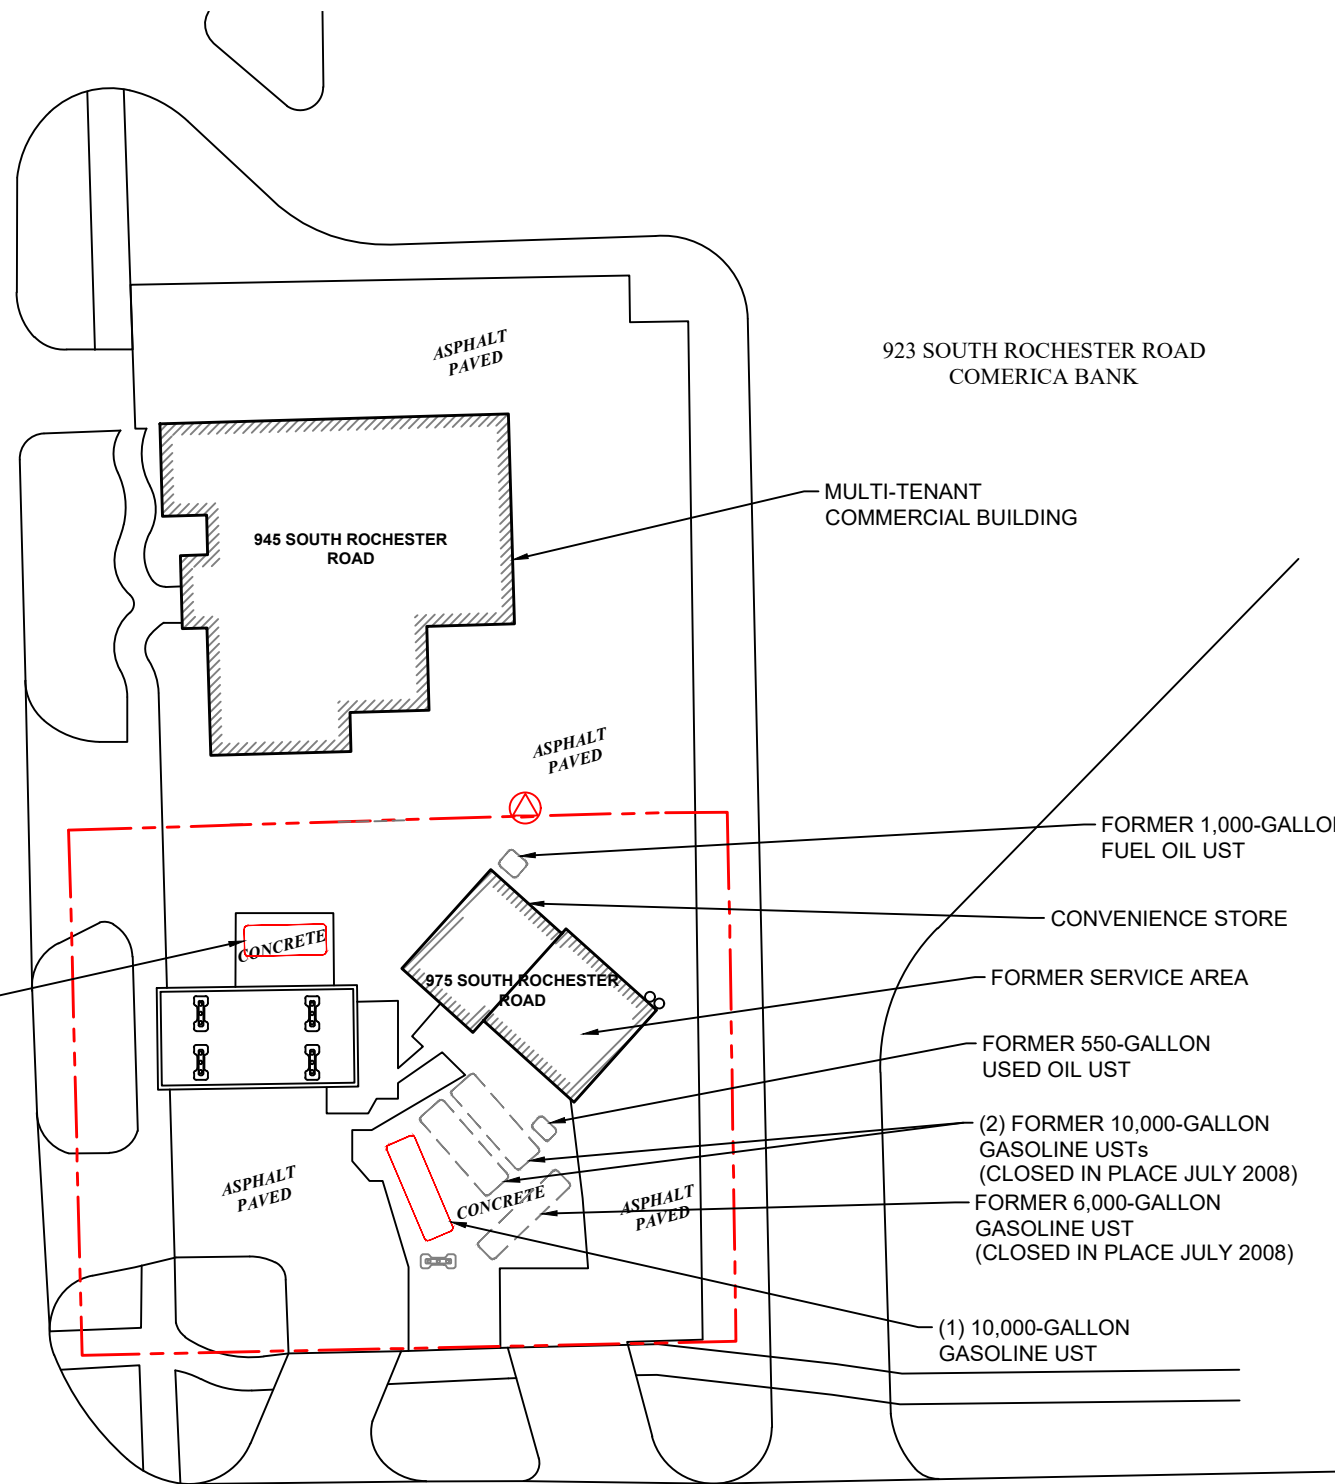 923 SOUTH ROCHESTER ROAD
COMERICA BANK
ASPHALT
PAVED
MULTI-TENANT
COMMERCIAL BUILDING
945 SOUTH ROCHESTER
ROAD
ASPHALT
PAVED
FORMER 1,000-GALLON
FUEL OIL UST
CONVENIENCE STORE
CONCRETE
975 SOUTH ROCHESTER
ROAD
FORMER SERVICE AREA
FORMER 550-GALLON
USED OIL UST
(2) FORMER 10,000-GALLON
GASOLINE USTs
(CLOSED IN PLACE JULY 2008)
ASPHALT
PAVED
CONCRETE
ASPHALT
PAVED
FORMER 6,000-GALLON
GASOLINE UST
(CLOSED IN PLACE JULY 2008)
(1) 10,000-GALLON
GASOLINE UST